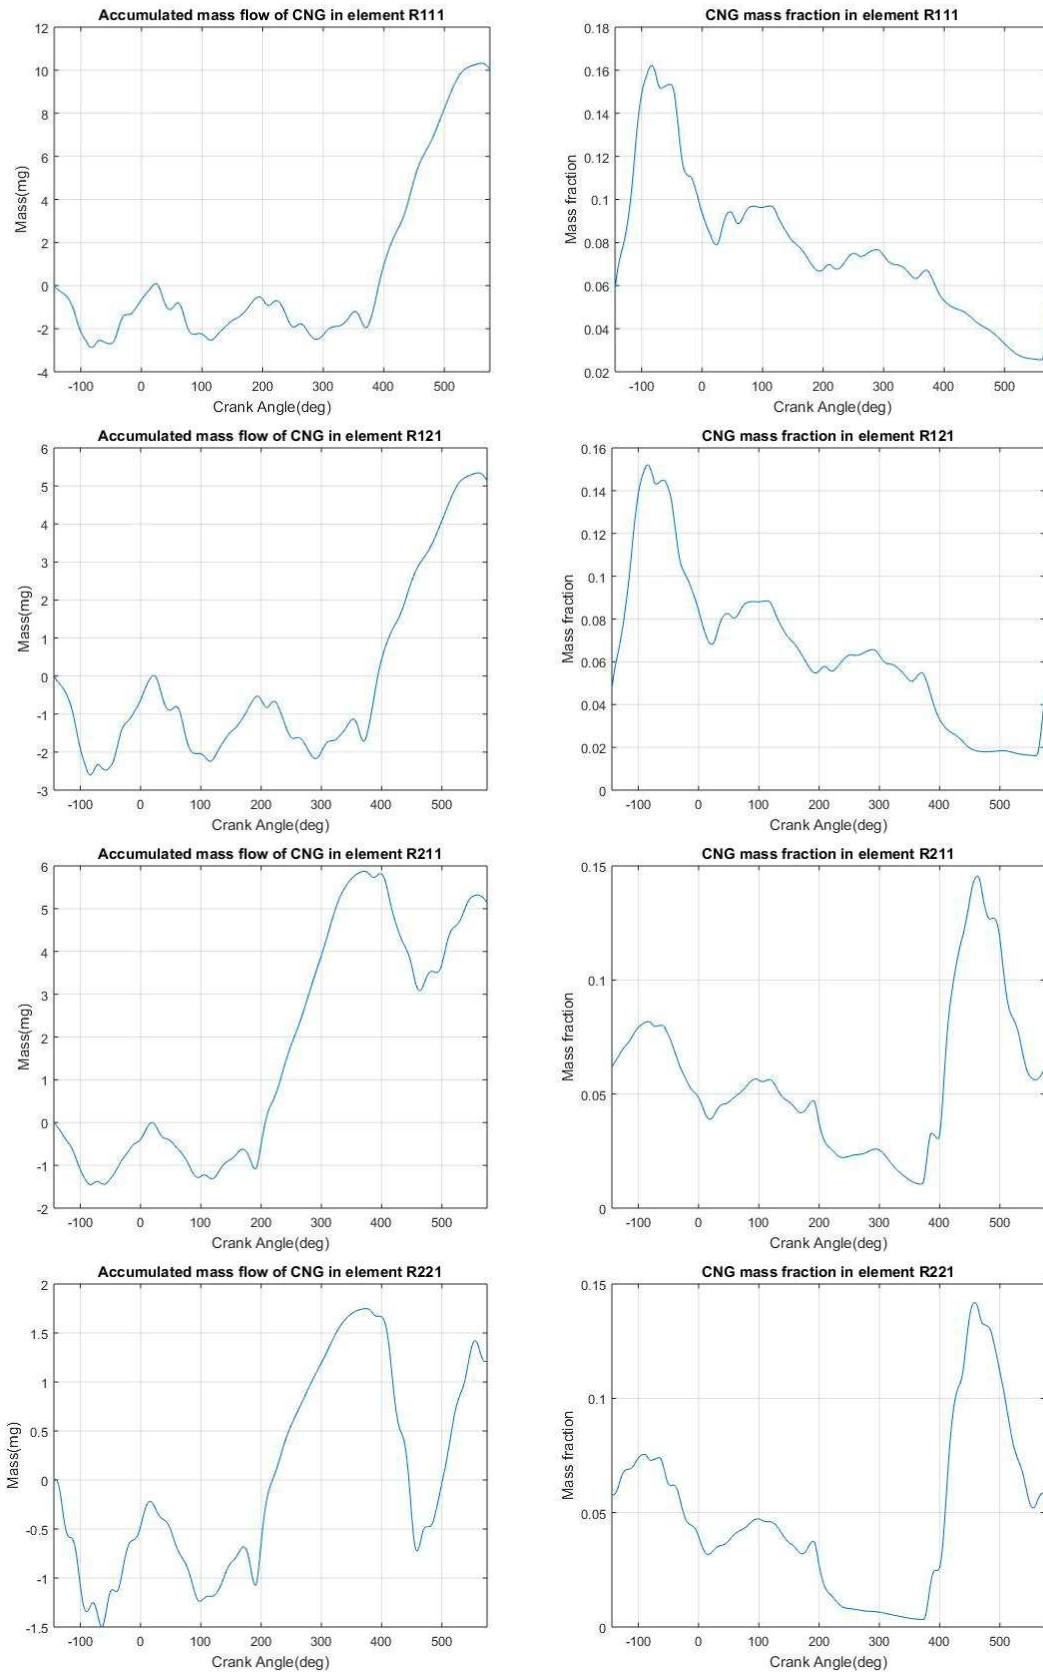 Accumulated mass flow of CNG in element R111
12
10
8
6
4
2
0
-2
-4
Mass(mg)
-100 0 100 200 300 400 500
Crank Angle(deg)
CNG mass fraction in element R111
0.18
0.16
0.14
0.12
0.1
0.08
0.06
0.04
0.02
Mass fraction
-100 0 100 200 300 400 500
Crank Angle(deg)
Accumulated mass flow of CNG in element R121
6
5
4
3
2
1
0
-1
-2
-3
Mass(mg)
-100 0 100 200 300 400 500
Crank Angle(deg)
CNG mass fraction in element R121
0.16
0.14
0.12
0.1
0.08
0.06
0.04
0.02
0
Mass fraction
-100 0 100 200 300 400 500
Crank Angle(deg)
Accumulated mass flow of CNG in element R211
6
5
4
3
2
1
0
-1
-2
Mass(mg)
-100 0 100 200 300 400 500
Crank Angle(deg)
CNG mass fraction in element R211
0.15
0.1
0.05
0
Mass fraction
-100 0 100 200 300 400 500
Crank Angle(deg)
Accumulated mass flow of CNG in element R221
2
1.5
1
0.5
0
-0.5
-1
-1.5
Mass(mg)
-100 0 100 200 300 400 500
Crank Angle(deg)
CNG mass fraction in element R221
0.15
0.1
0.05
0
Mass fraction
-100 0 100 200 300 400 500
Crank Angle(deg)